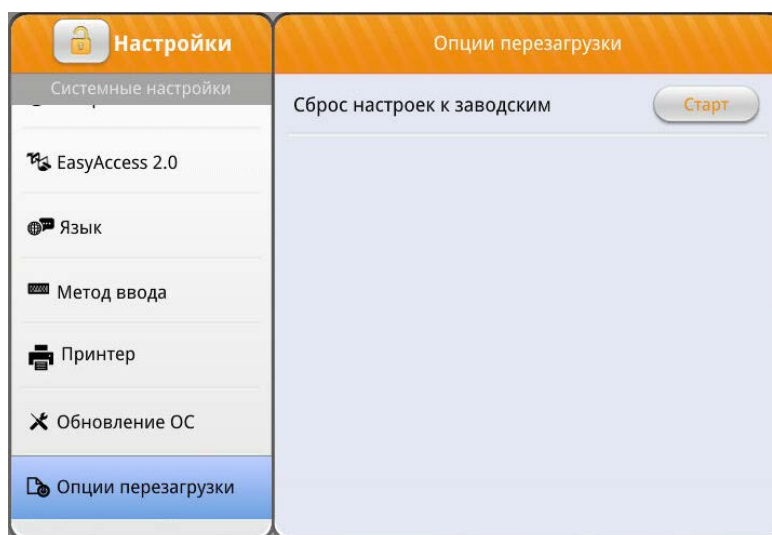 Настройки
Системные настройки
EasyAccess 2.0
Язык
Метод ввода
Принтер
Обновление ОС
Опции перезагрузки
Опции перезагрузки
Сброс настроек к заводским
Старт